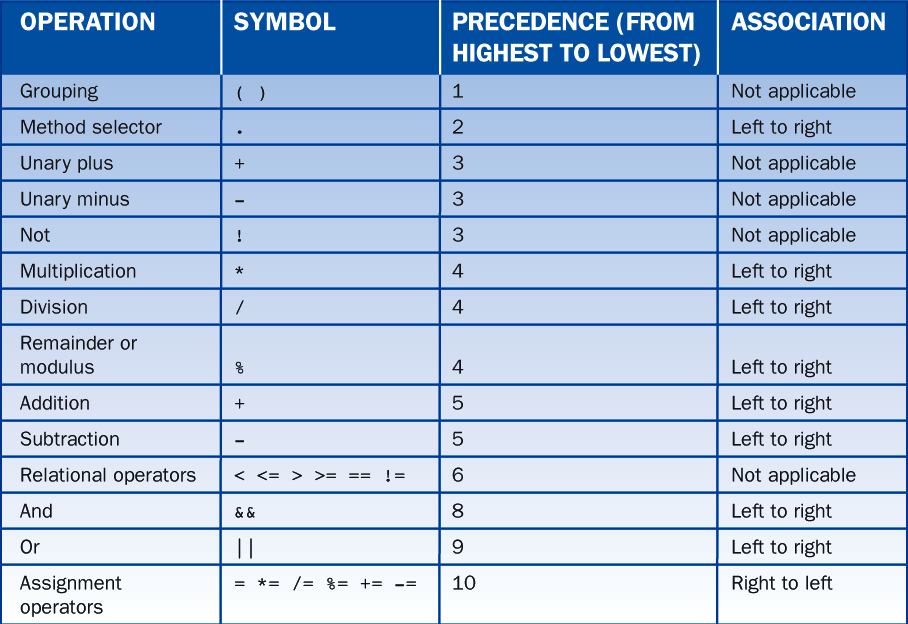 OPERATION SYMBOL PRECEDENCE (FROM HIGHEST TO LOWEST) ASSOCIATION
Grouping ( ) 1 Not applicable
Method selector . 2 Left to right
Unary plus + 3 Not applicable
Unary minus – 3 Not applicable
Not ! 3 Not applicable
Multiplication * 4 Left to right
Division / 4 Left to right
Remainder or
modulus % 4 Left to right
Addition + 5 Left to right
Subtraction – 5 Left to right
Relational operators < <= > >= == != 6 Not applicable
And && 8 Left to right
Or || 9 Left to right
Assignment = *= /= %= += -= 10 Right to left
operators